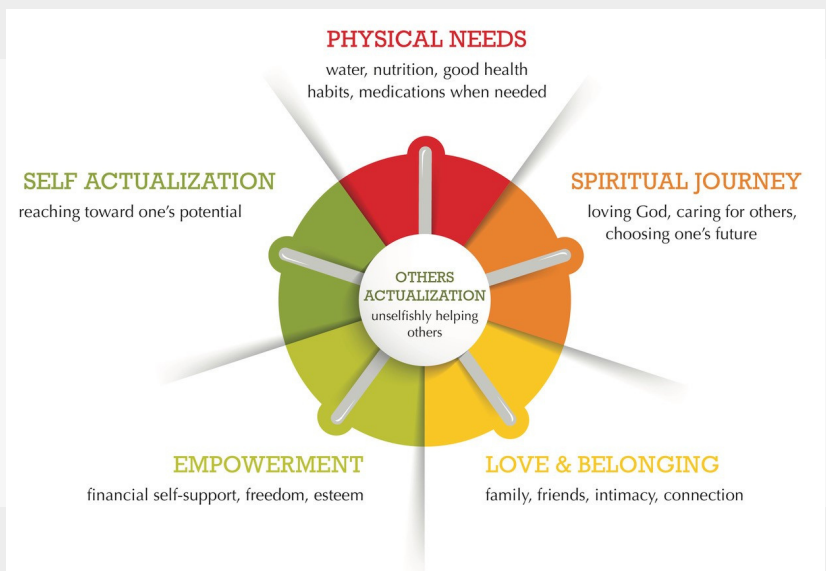 PHYSICAL NEEDS
water, nutrition, good health
habits, medications when needed
SELF ACTUALIZATION
reaching toward one’s potential
SPIRITUAL JOURNEY
loving God, caring for others,
choosing one’s future
OTHERS
ACTUALIZATION
unselfishly helping
others
EMPOWERMENT
financial self-support, freedom, esteem
LOVE & BELONGING
family, friends, intimacy, connection